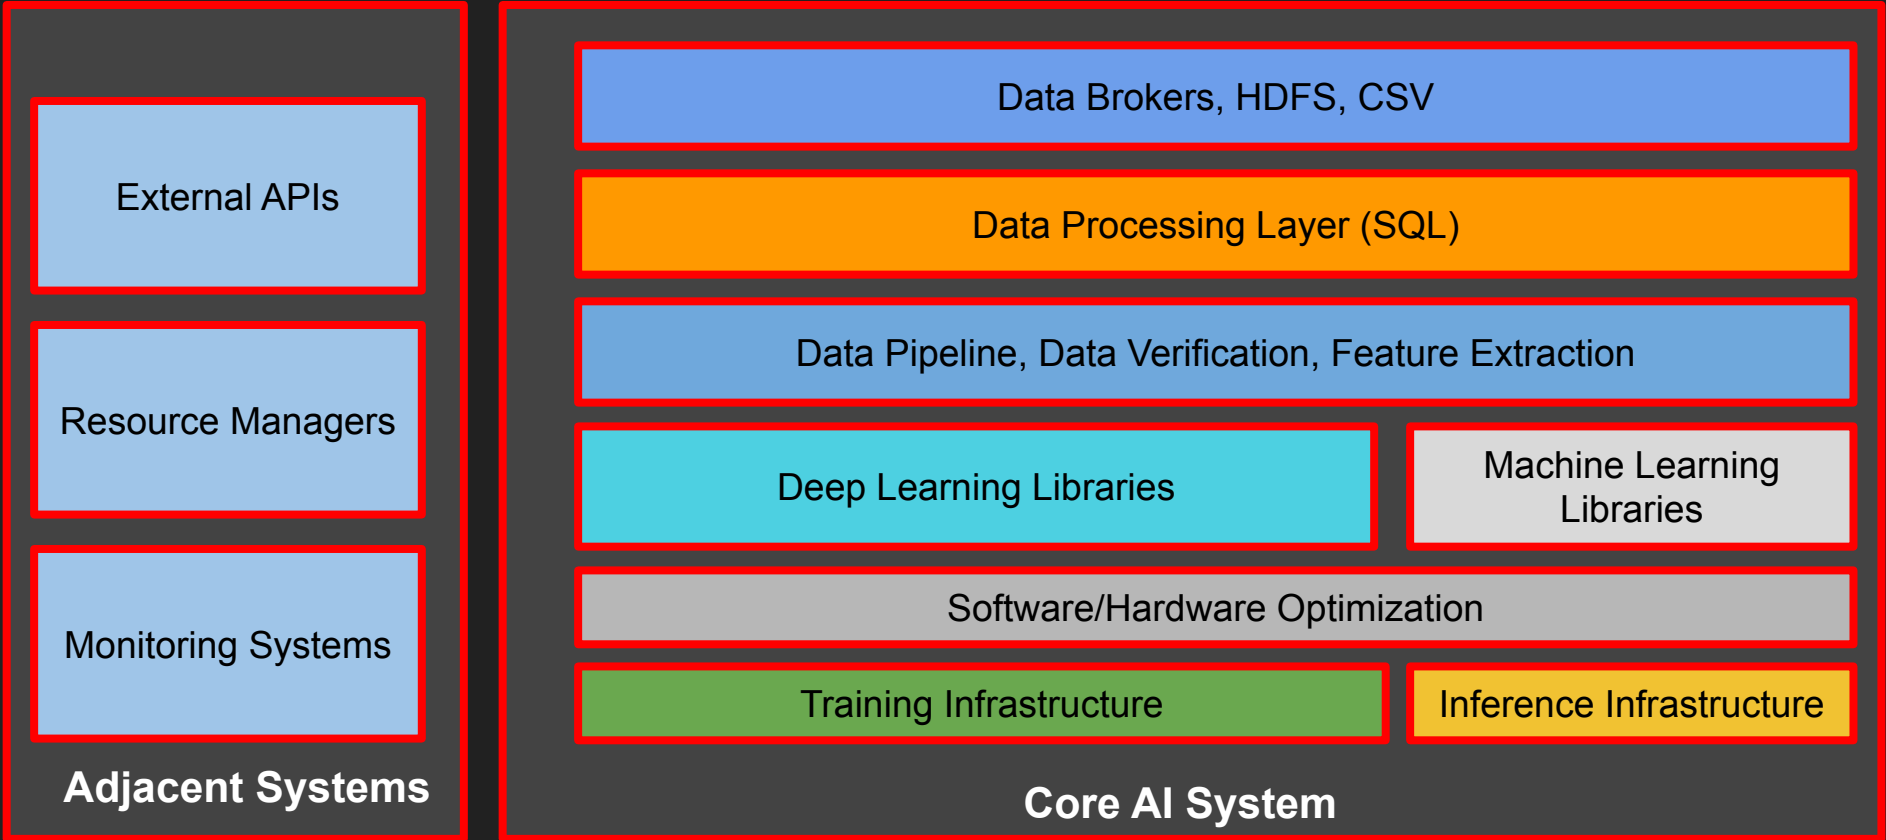 External APIs
Resource Managers
Monitoring Systems
Adjacent Systems
Data Brokers, HDFS, CSV
Data Processing Layer (SQL)
Data Pipeline, Data Verification, Feature Extraction
Deep Learning Libraries
Machine Learning
Libraries
Software/Hardware Optimization
Training Infrastructure
Inference Infrastructure
Core AI System